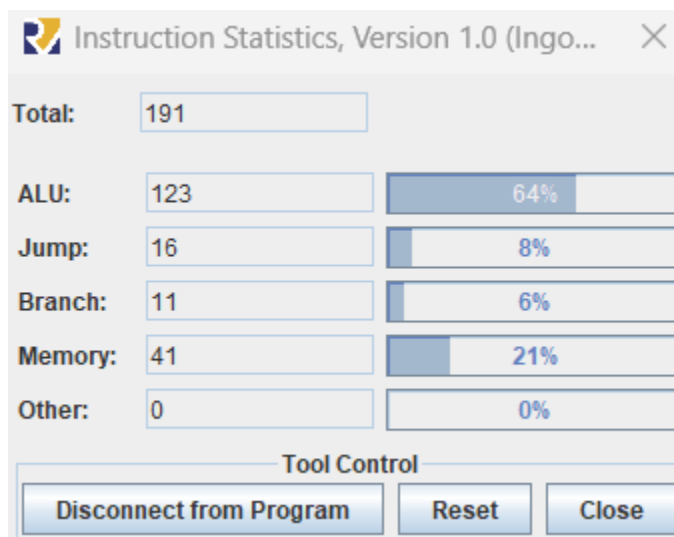 Instruction Statistics, Version 1.0 (Ingo...
Total: 191
ALU: 123 64%
Jump: 16 8%
Branch: 11 6%
Memory: 41 21%
Other: 0 0%
Tool Control
Disconnect from Program Reset Close